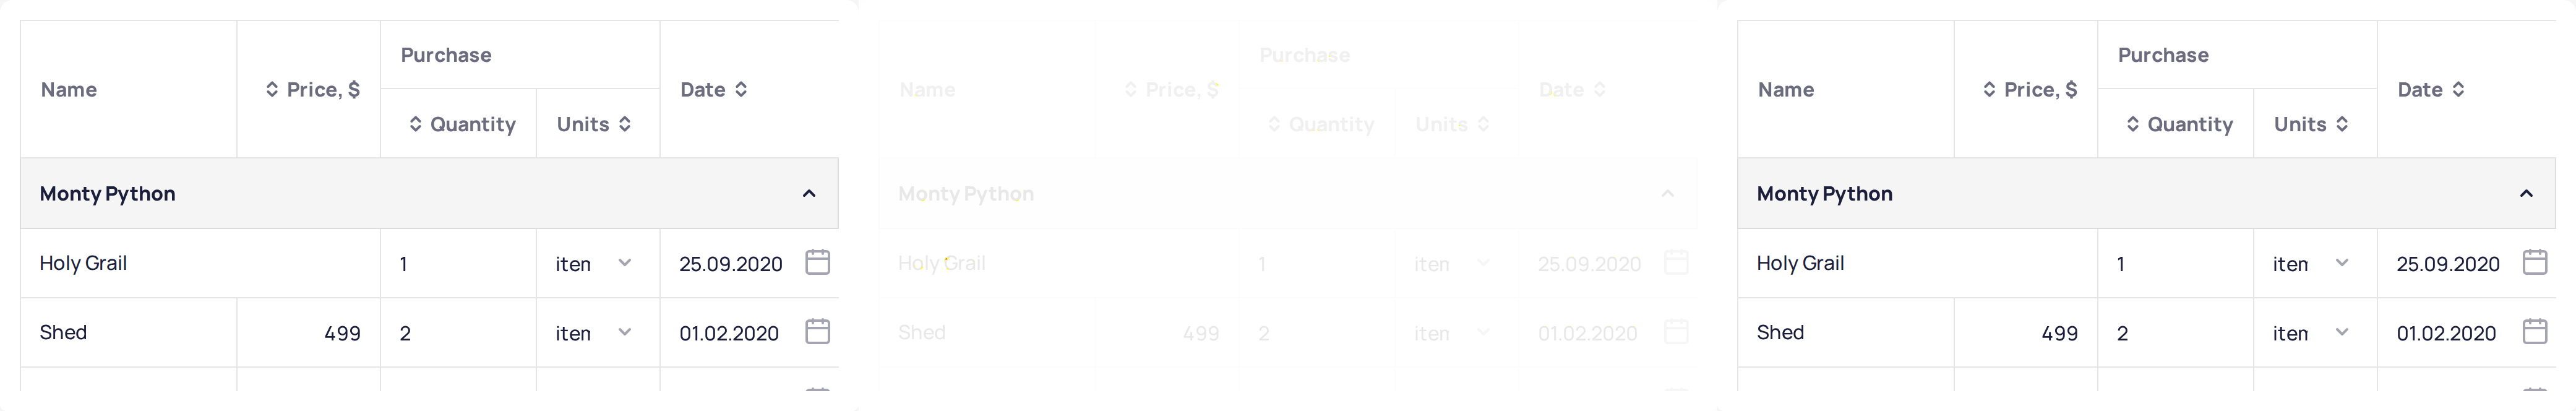 Purchase
Name Price, $ Date
Quantity Units
Monty Python
Holy Grail 1 iten 25.09.2020
Shed 499 2 iten 01.02.2020
Purchase
Name Price, $ Date
Quantity Units
Monty Python
Holy Grail 1 iten 25.09.2020
Shed 499 2 iten 01.02.2020
Purchase
Name Price, $ Date
Quantity Units
Monty Python
Holy Grail 1 iten 25.09.2020
Shed 499 2 iten 01.02.2020